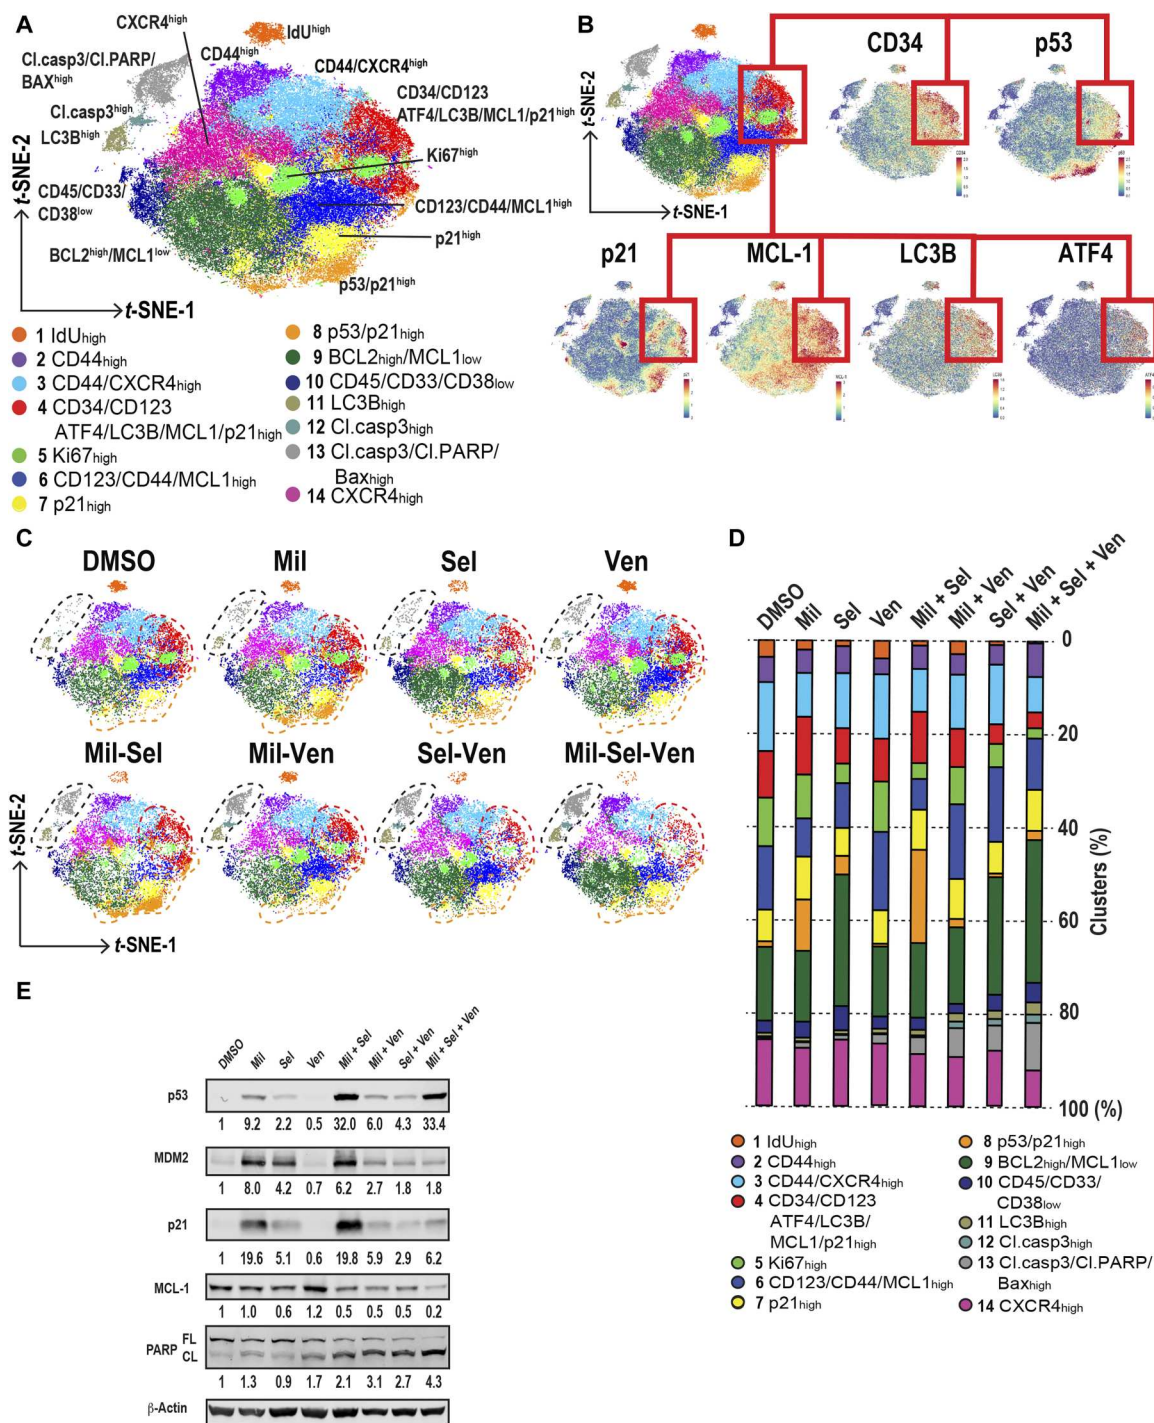 A
CXCR4high
IdUhigh
CD44high
Cl.casp3/Cl.PARP/
BAXhigh
CD44/CXCR4high
CD34/CD123
ATF4/LC3B/MCL1/p21high
Cl.casp3high
LC3Bhigh
Ki67high
CD45/CD33/
CD38low
CD123/CD44/MCL1high
p21high
BCL2high/MCL1low
p53/p21high
t-SNE-2
t-SNE-1
1 IdUhigh
2 CD44high
3 CD44/CXCR4high
4 CD34/CD123
ATF4/LC3B/MCL1/p21high
5 Ki67high
6 CD123/CD44/MCL1high
7 p21high
8 p53/p21high
9 BCL2high/MCL1low
10 CD45/CD33/CD38low
11 LC3Bhigh
12 Cl.casp3high
13 Cl.casp3/Cl.PARP/
Baxhigh
14 CXCR4high
B
CD34
p53
t-SNE-2
t-SNE-1
p21
MCL-1
LC3B
ATF4
C
DMSO
Mil
Sel
Ven
Mil-Sel
Mil-Ven
Sel-Ven
Mil-Sel-Ven
t-SNE-2
t-SNE-1
D
DMSO
Mil
Sel
Ven
Mil + Sel
Mil + Ven
Sel + Ven
Mil + Sel + Ven
0
20
40
60
80
100 (%)
Clusters (%)
1 IdUhigh
2 CD44high
3 CD44/CXCR4high
4 CD34/CD123
ATF4/LC3B/
MCL1/p21high
5 Ki67high
6 CD123/CD44/MCL1high
7 p21high
8 p53/p21high
9 BCL2high/MCL1low
10 CD45/CD33/
CD38low
11 LC3Bhigh
12 Cl.casp3high
13 Cl.casp3/Cl.PARP/
Baxhigh
14 CXCR4high
E
DMSO
Mil
Sel
Ven
Mil + Sel
Mil + Ven
Sel + Ven
Mil + Sel + Ven
p53
1 9.2 2.2 0.5 32.0 6.0 4.3 33.4
MDM2
1 8.0 4.2 0.7 6.2 2.7 1.8 1.8
p21
1 19.6 5.1 0.6 19.8 5.9 2.9 6.2
MCL-1
1 1.0 0.6 1.2 0.5 0.5 0.5 0.2
PARP FL
CL
1 1.3 0.9 1.7 2.1 3.1 2.7 4.3
β-Actin